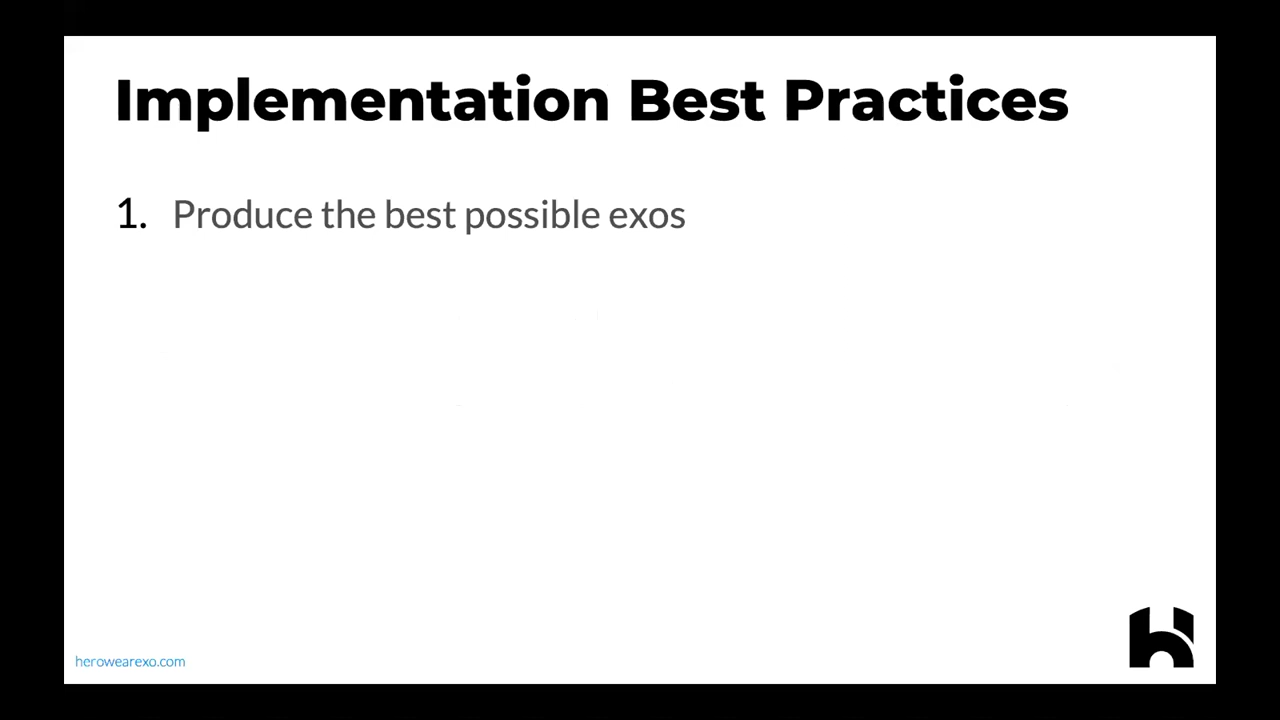 Implementation Best Practices
1. Produce the best possible exos
herowearexo.com